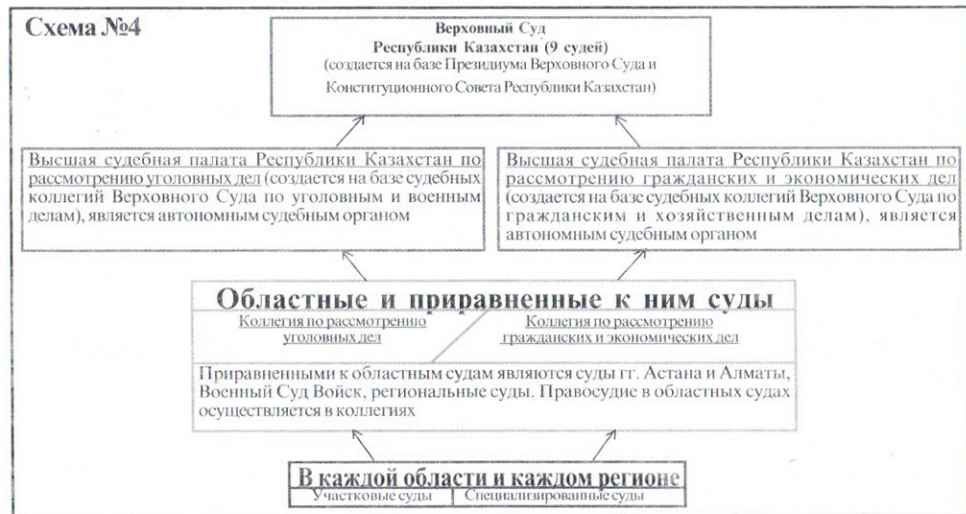 Схема №4
Верховный Суд
Республики Казахстан (9 судей)
(создается на базе Президиума Верховного Суда и
Конституционного Совета Республики Казахстан)
Высшая судебная палата Республики Казахстан по
рассмотрению уголовных дел (создается на базе судебных
коллегий Верховного Суда по уголовным и военным
делам), является автономным судебным органом
Высшая судебная палата Республики Казахстан по
рассмотрению гражданских и экономических дел
(создается на базе судебных коллегий Верховного Суда по
гражданским и хозяйственным делам), является
автономным судебным органом
Областные и приравненные к ним суды
Коллегия по рассмотрению
уголовных дел
Коллегия по рассмотрению
гражданских и экономических дел
Приравненными к областным судам являются суды гг. Астана и Алматы,
Военный Суд Войск, региональные суды. Правосудие в областных судах
осуществляется в коллегиях
В каждой области и каждом регионе
Участковые суды
Специализированные суды